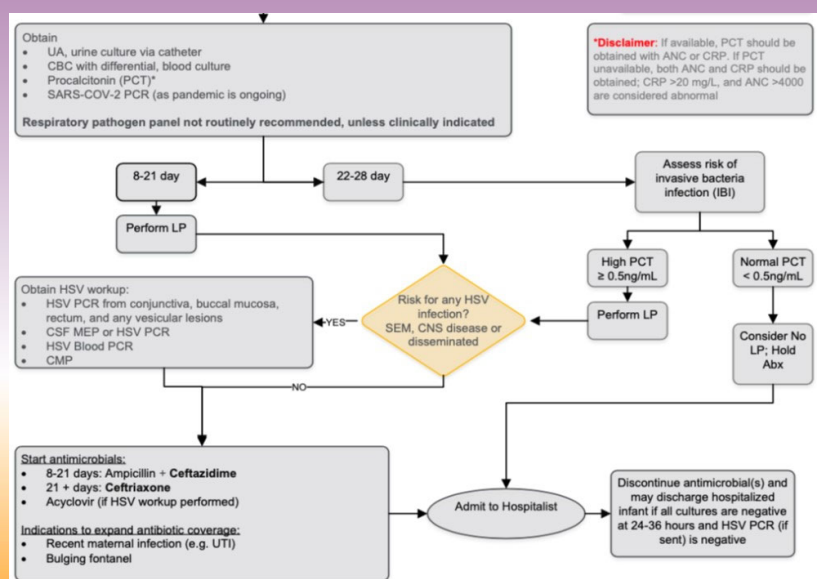 Obtain
• UA, urine culture via catheter
• CBC with differential, blood culture
• Procalcitonin (PCT)*
• SARS-COV-2 PCR (as pandemic is ongoing)
Respiratory pathogen panel not routinely recommended, unless clinically indicated
*Disclaimer: If available, PCT should be
obtained with ANC or CRP. If PCT
unavailable, both ANC and CRP should be
obtained; CRP >20 mg/L, and ANC >4000
are considered abnormal
8-21 day
22-28 day
Assess risk of
invasive bacteria
infection (IBI)
Perform LP
High PCT
≥ 0.5ng/mL
Normal PCT
< 0.5ng/mL
Obtain HSV workup:
• HSV PCR from conjunctiva, buccal mucosa,
rectum, and any vesicular lesions
• CSF MEP or HSV PCR
• HSV Blood PCR
• CMP
YES
Risk for any HSV
infection?
SEM, CNS disease or
disseminated
Perform LP
Consider No
LP; Hold
Abx
NO
Start antimicrobials:
• 8-21 days: Ampicillin + Ceftazidime
• 21 + days: Ceftriaxone
• Acyclovir (if HSV workup performed)
Indications to expand antibiotic coverage:
• Recent maternal infection (e.g. UTI)
• Bulging fontanel
Admit to Hospitalist
Discontinue antimicrobial(s) and
may discharge hospitalized
infant if all cultures are negative
at 24-36 hours and HSV PCR (if
sent) is negative